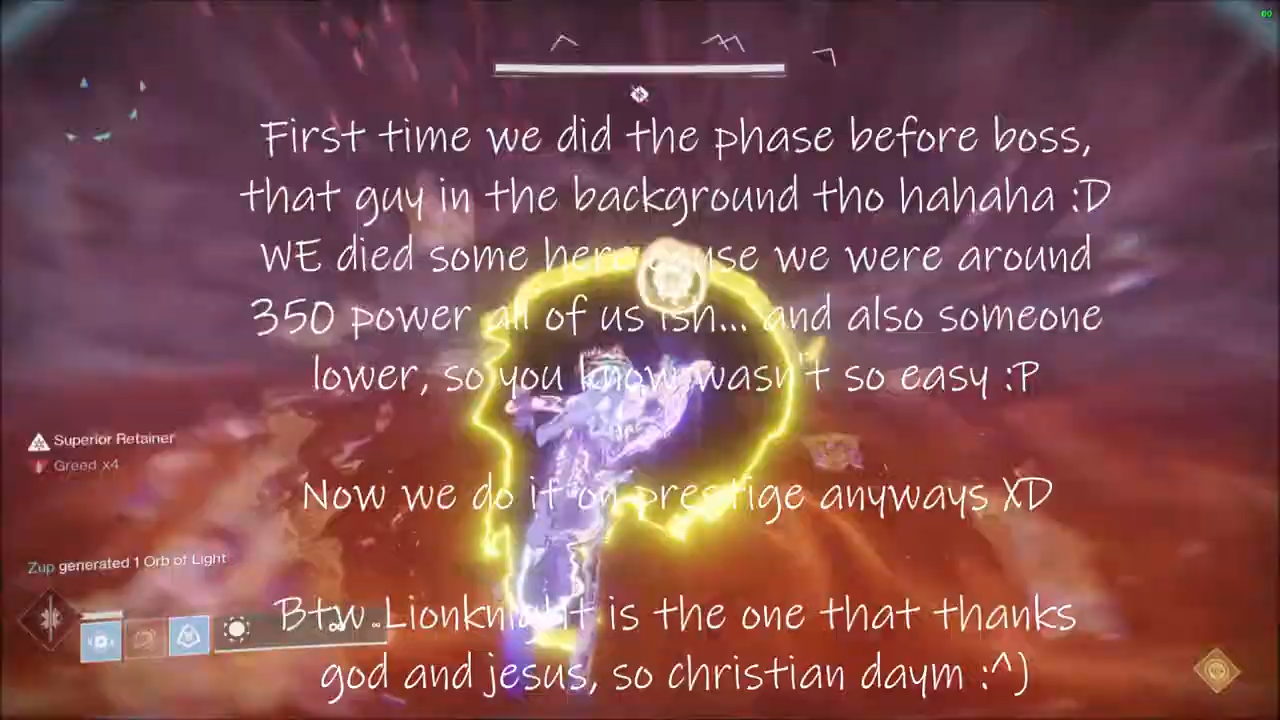 60
First time we did the phase before boss,
that guy in the background tho hahaha :D
WE died some here cause we were around
350 power all of us ish... and also someone
lower, so you know wasn't so easy :P
Superior Retainer
Greed x4
Now we do it on prestige anyways XD
Zup generated 1 Orb of Light
Btw Lionknight is the one that thanks
god and jesus, so christian daym :^)